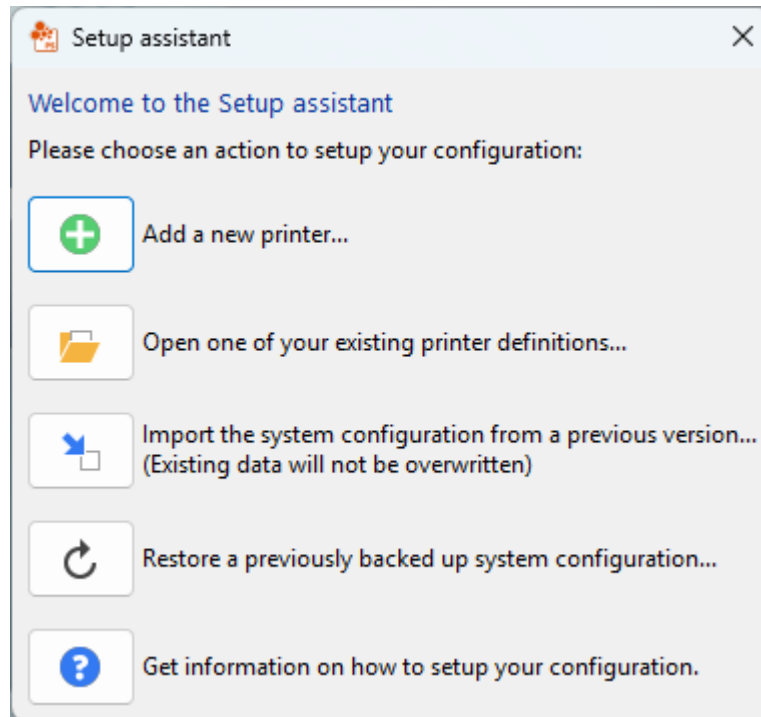 Setup assistant
Welcome to the Setup assistant
Please choose an action to setup your configuration:
Add a new printer...
Open one of your existing printer definitions...
Import the system configuration from a previous version...
(Existing data will not be overwritten)
Restore a previously backed up system configuration...
Get information on how to setup your configuration.